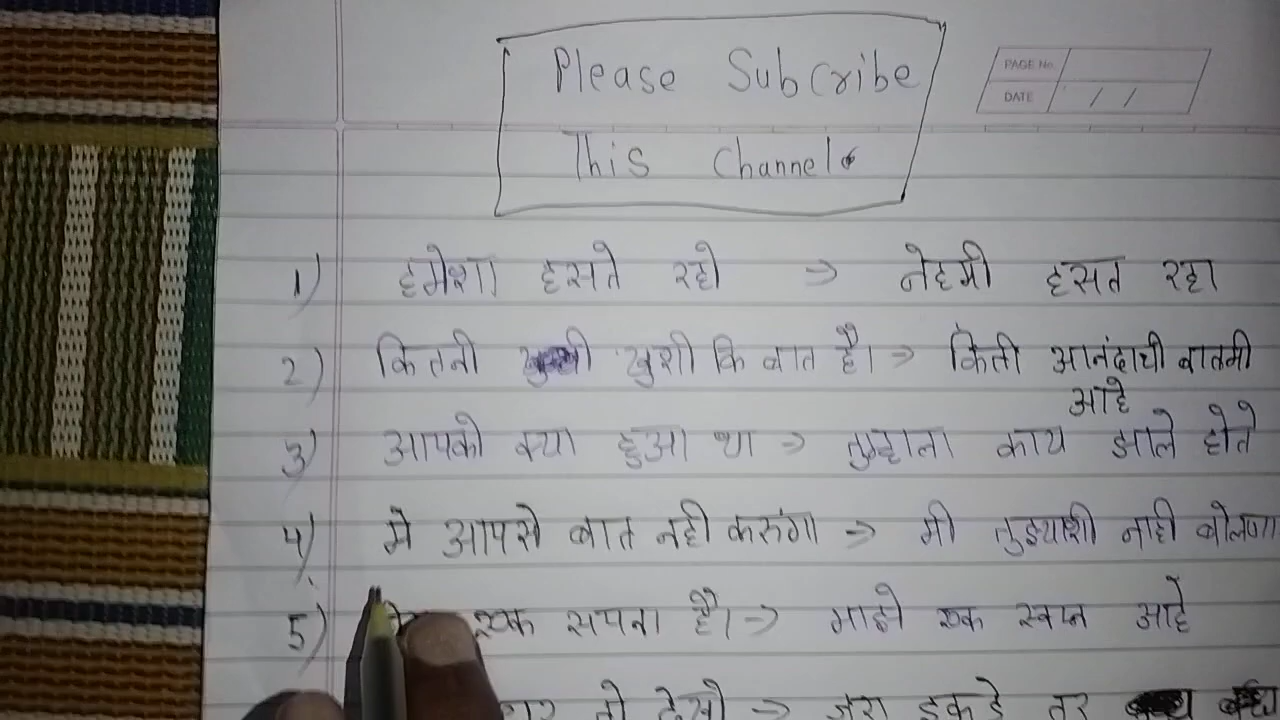 Please Subcribe
This Channel
PAGE No.
DATE / /
1) हमेशा हसते रहो ⇒ नेहमी हसत रहा
2) कितनी खुशी कि बात है। ⇒ किती आनंदाची बातमी
आहे
3) आपको क्या हुआ था ⇒ तुम्हाला काय झाले होते
4) मे आपसे बात नही करुंगा ⇒ मी तुझ्याशी नाही बोलणा
5) एक सपना है। ⇒ माझे एक स्वप्न आहे
तो देखो ⇒ जरा इकडे तर